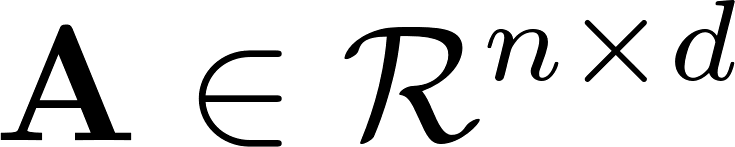 𝐀 ∈ ℛ^{n×d}